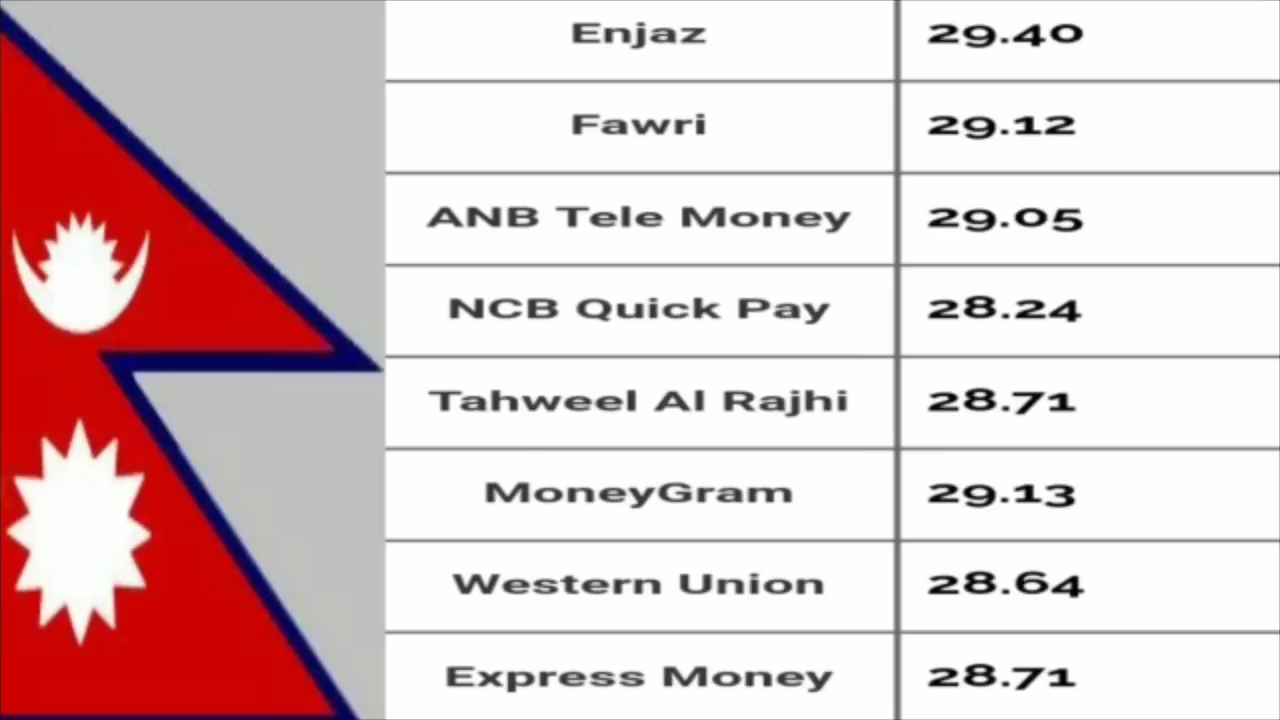 Enjaz 29.40
Fawri 29.12
ANB Tele Money 29.05
NCB Quick Pay 28.24
Tahweel Al Rajhi 28.71
MoneyGram 29.13
Western Union 28.64
Express Money 28.71